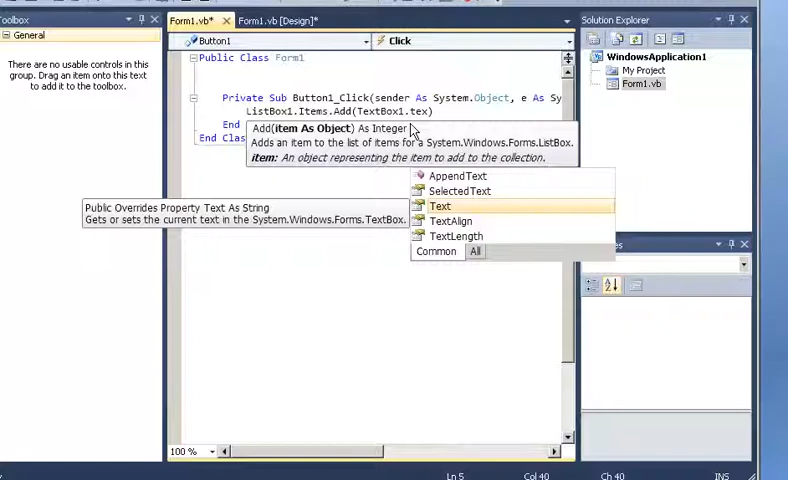 Toolbox
General
There are no usable controls in this
group. Drag an item onto this text
to add it to the toolbox.
Form1.vb*
Form1.vb [Design]*
Button1
Click
Public Class Form1
Private Sub Button1_Click(sender As System.Object, e As Sy
ListBox1.Items.Add(TextBox1.tex)
End
End Clas
Add(item As Object) As Integer
Adds an item to the list of items for a System.Windows.Forms.ListBox.
item: An object representing the item to add to the collection.
AppendText
SelectedText
Text
TextAlign
TextLength
Common
All
Public Overrides Property Text As String
Gets or sets the current text in the System.Windows.Forms.TextBox.
100 %
Solution Explorer
WindowsApplication1
My Project
Form1.vb
Ln 5
Col 40
Ch 40
INS